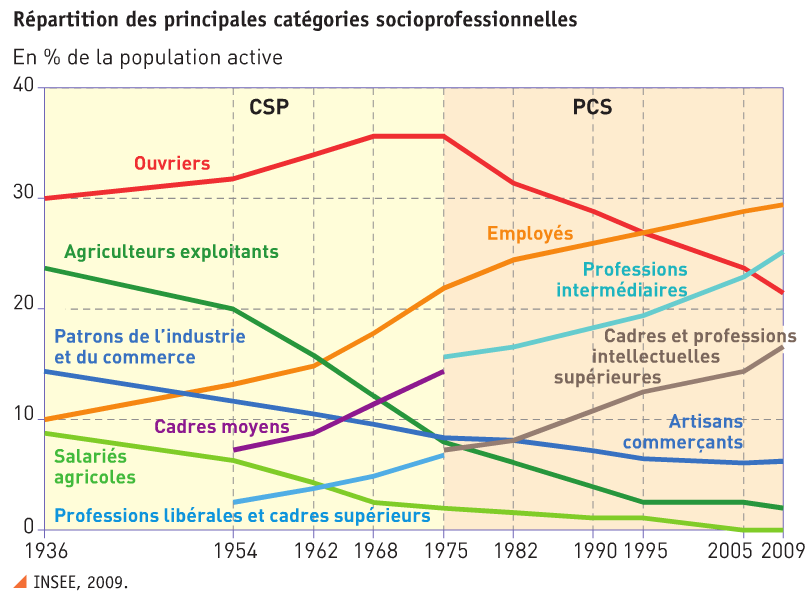 Répartition des principales catégories socioprofessionnelles
En % de la population active
40
30
20
10
0
CSP
PCS
Ouvriers
Employés
Agriculteurs exploitants
Professions
intermédiaires
Patrons de l'industrie
et du commerce
Cadres et professions
intellectuelles
supérieures
Cadres moyens
Artisans
commerçants
Salariés
agricoles
Professions libérales et cadres supérieurs
1936 1954 1962 1968 1975 1982 1990 1995 2005 2009
INSEE, 2009.